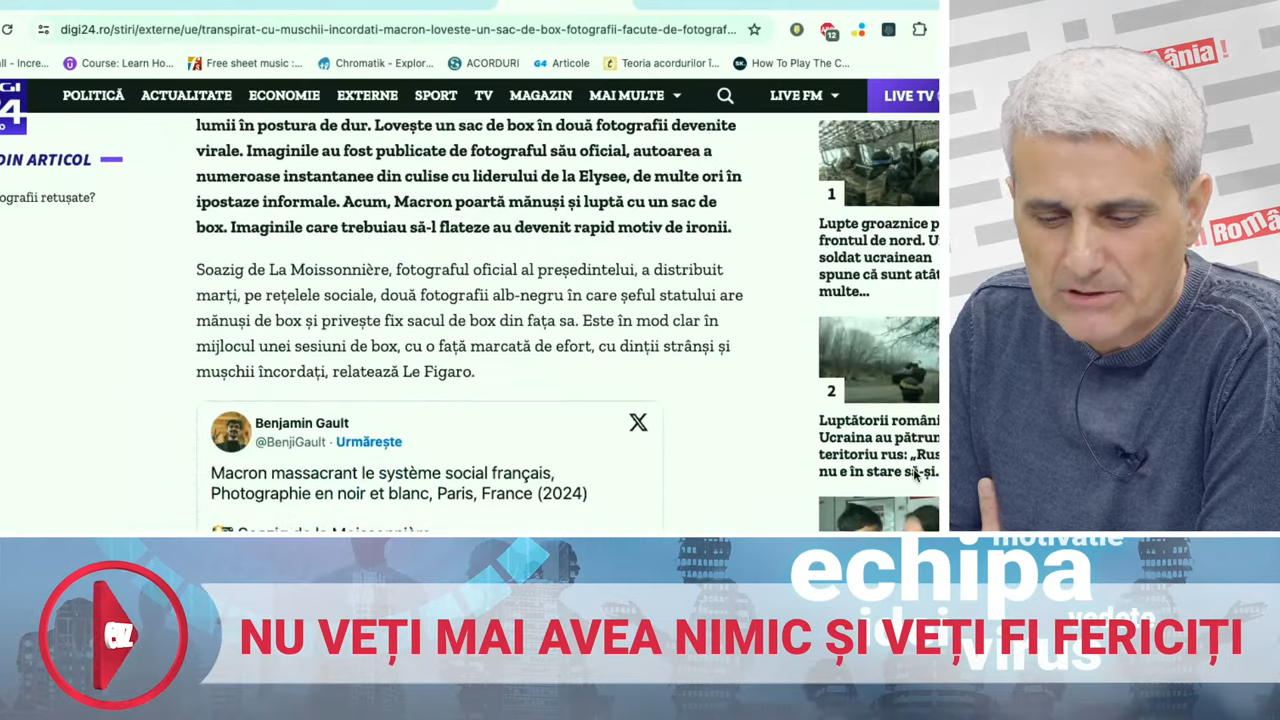 digi24.ro/stiri/externe/ue/transpirat-cu-muschii-incordati-macron-loveste-un-sac-de-box-fotografii-facute-de-fotograf...
12
ll - Incre...
Course: Learn Ho...
Free sheet music :...
Chromatik - Explor...
ACORDURI
G4 Articole
Teoria acordurilor î...
SK. How To Play The C...
POLITICĂ ACTUALITATE ECONOMIE EXTERNE SPORT TV MAGAZIN MAI MULTE LIVE FM LIVE TV
DIN ARTICOL
ografii retușate?
lumii în postura de dur. Lovește un sac de box în două fotografii devenite
virale. Imaginile au fost publicate de fotograful său oficial, autoarea a
numeroase instantanee din culise cu liderului de la Elysee, de multe ori în
ipostaze informale. Acum, Macron poartă mănuși și luptă cu un sac de
box. Imaginile care trebuiau să-l flateze au devenit rapid motiv de ironii.
Soazig de La Moissonnière, fotograful oficial al președintelui, a distribuit
marți, pe rețelele sociale, două fotografii alb-negru în care șeful statului are
mănuși de box și privește fix sacul de box din fața sa. Este în mod clar în
mijlocul unei sesiuni de box, cu o față marcată de efort, cu dinții strânși și
mușchii încordați, relatează Le Figaro.
Benjamin Gault
@BenjiGault · Urmărește
Macron massacrant le système social français,
Photographie en noir et blanc, Paris, France (2024)
1
Lupte groaznice p
frontul de nord. U
soldat ucrainean
spune că sunt atât
multe...
2
Luptătorii români
Ucraina au pătrun
teritoriu rus: „Rus
nu e în stare să-și.
ânia!
Româ
motivatie
echipa
idei
vedete
virus
NU VEȚI MAI AVEA NIMIC ȘI VEȚI FI FERICIȚI